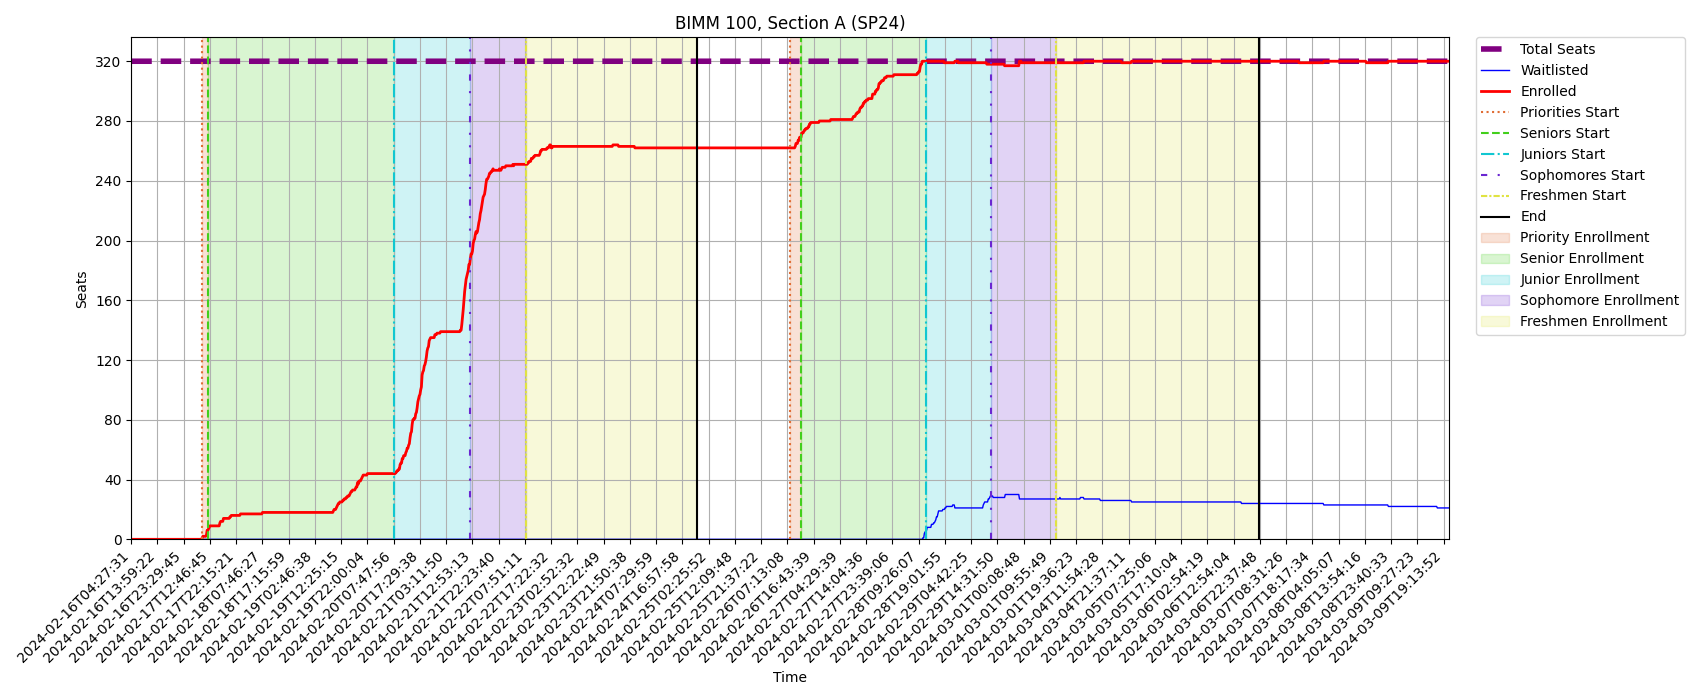 BIMM 100, Section A (SP24)
Seats
320
280
240
200
160
120
80
40
0
2024-02-16T04:27:31
2024-02-16T13:59:22
2024-02-16T23:29:45
2024-02-17T12:46:45
2024-02-17T22:15:21
2024-02-18T07:46:27
2024-02-18T17:15:59
2024-02-19T02:46:38
2024-02-19T12:25:15
2024-02-19T22:00:04
2024-02-20T07:47:56
2024-02-20T17:29:38
2024-02-21T03:11:50
2024-02-21T12:53:13
2024-02-21T22:23:40
2024-02-22T07:51:11
2024-02-22T17:22:32
2024-02-23T02:52:32
2024-02-23T12:22:49
2024-02-23T21:50:38
2024-02-24T07:29:59
2024-02-24T16:57:58
2024-02-25T02:25:52
2024-02-25T12:09:48
2024-02-25T21:37:22
2024-02-26T07:13:08
2024-02-26T16:43:39
2024-02-27T04:29:39
2024-02-27T14:04:36
2024-02-27T23:39:06
2024-02-28T09:26:07
2024-02-28T19:01:55
2024-02-29T04:42:25
2024-02-29T14:31:50
2024-03-01T00:08:48
2024-03-01T09:55:49
2024-03-01T19:36:23
2024-03-04T11:54:28
2024-03-04T21:37:11
2024-03-05T07:25:06
2024-03-05T17:10:04
2024-03-06T02:54:19
2024-03-06T12:54:04
2024-03-06T22:37:48
2024-03-07T08:31:26
2024-03-07T18:17:34
2024-03-08T04:05:07
2024-03-08T13:54:16
2024-03-08T23:40:33
2024-03-09T09:27:23
2024-03-09T19:13:52
Time
Total Seats
Waitlisted
Enrolled
Priorities Start
Seniors Start
Juniors Start
Sophomores Start
Freshmen Start
End
Priority Enrollment
Senior Enrollment
Junior Enrollment
Sophomore Enrollment
Freshmen Enrollment